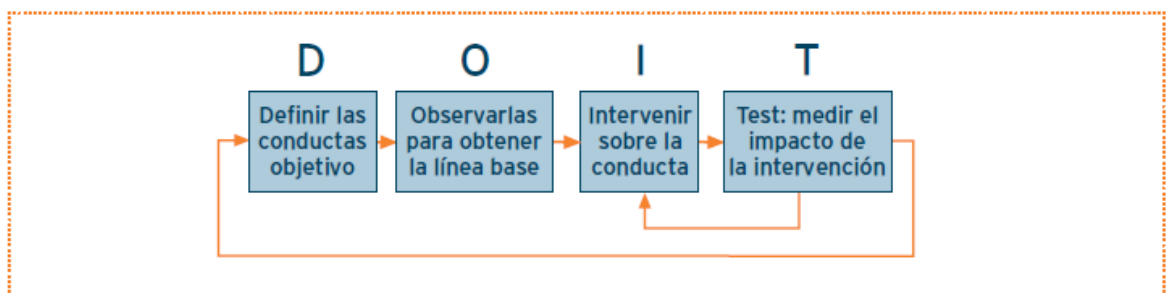 D O I T
Definir las
conductas
objetivo
Observarlas
para obtener
la línea base
Intervenir
sobre la
conducta
Test: medir el
impacto de
la intervención